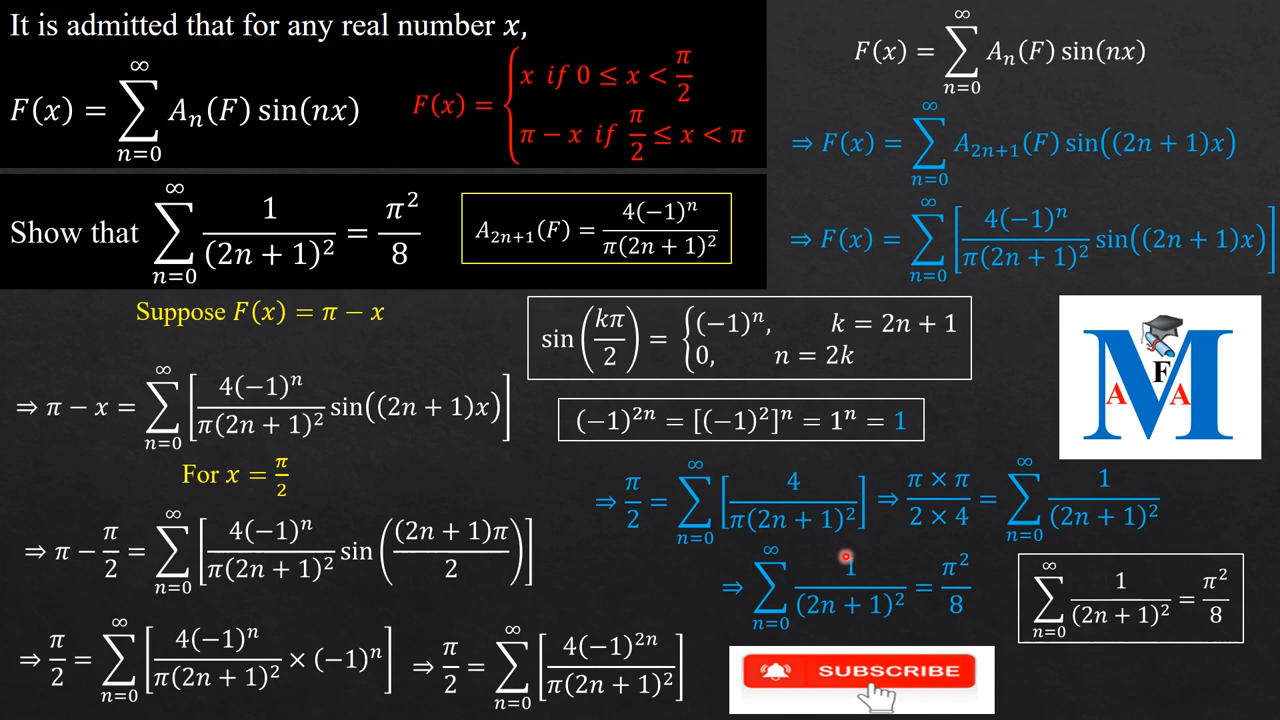 It is admitted that for any real number x,
F(x) = ∑_{n=0}^{∞} A_n(F) sin(nx)
F(x) = { x if 0 ≤ x < π/2
π − x if π/2 ≤ x < π
Show that ∑_{n=0}^{∞} 1/(2n + 1)² = π²/8
A_{2n+1}(F) = 4(−1)ⁿ/π(2n + 1)²
F(x) = ∑_{n=0}^{∞} A_n(F) sin(nx)
⇒ F(x) = ∑_{n=0}^{∞} A_{2n+1}(F) sin((2n + 1)x)
⇒ F(x) = ∑_{n=0}^{∞} [4(−1)ⁿ/π(2n + 1)² sin((2n + 1)x)]
Suppose F(x) = π − x
⇒ π − x = ∑_{n=0}^{∞} [4(−1)ⁿ/π(2n + 1)² sin((2n + 1)x)]
For x = π/2
⇒ π − π/2 = ∑_{n=0}^{∞} [4(−1)ⁿ/π(2n + 1)² sin((2n + 1)π/2)]
⇒ π/2 = ∑_{n=0}^{∞} [4(−1)ⁿ/π(2n + 1)² × (−1)ⁿ]
⇒ π/2 = ∑_{n=0}^{∞} [4(−1)²ⁿ/π(2n + 1)²]
sin(kπ/2) = { (−1)ⁿ, k = 2n + 1
0, n = 2k
(−1)²ⁿ = [(−1)²]ⁿ = 1ⁿ = 1
⇒ π/2 = ∑_{n=0}^{∞} [4/π(2n + 1)²] ⇒ π × π/2 × 4 = ∑_{n=0}^{∞} 1/(2n + 1)²
⇒ ∑_{n=0}^{∞} 1/(2n + 1)² = π²/8
∑_{n=0}^{∞} 1/(2n + 1)² = π²/8
M
A F A
SUBSCRIBE